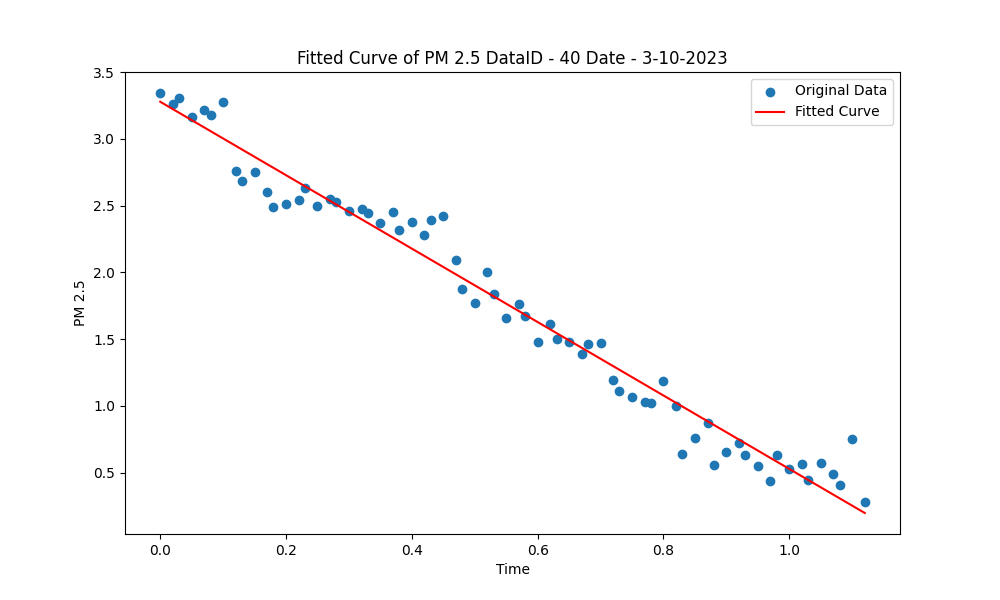 Fitted Curve of PM 2.5 DataID - 40 Date - 3-10-2023
Original Data
Fitted Curve
3.5
3.0
2.5
2.0
1.5
1.0
0.5
PM 2.5
0.0 0.2 0.4 0.6 0.8 1.0
Time